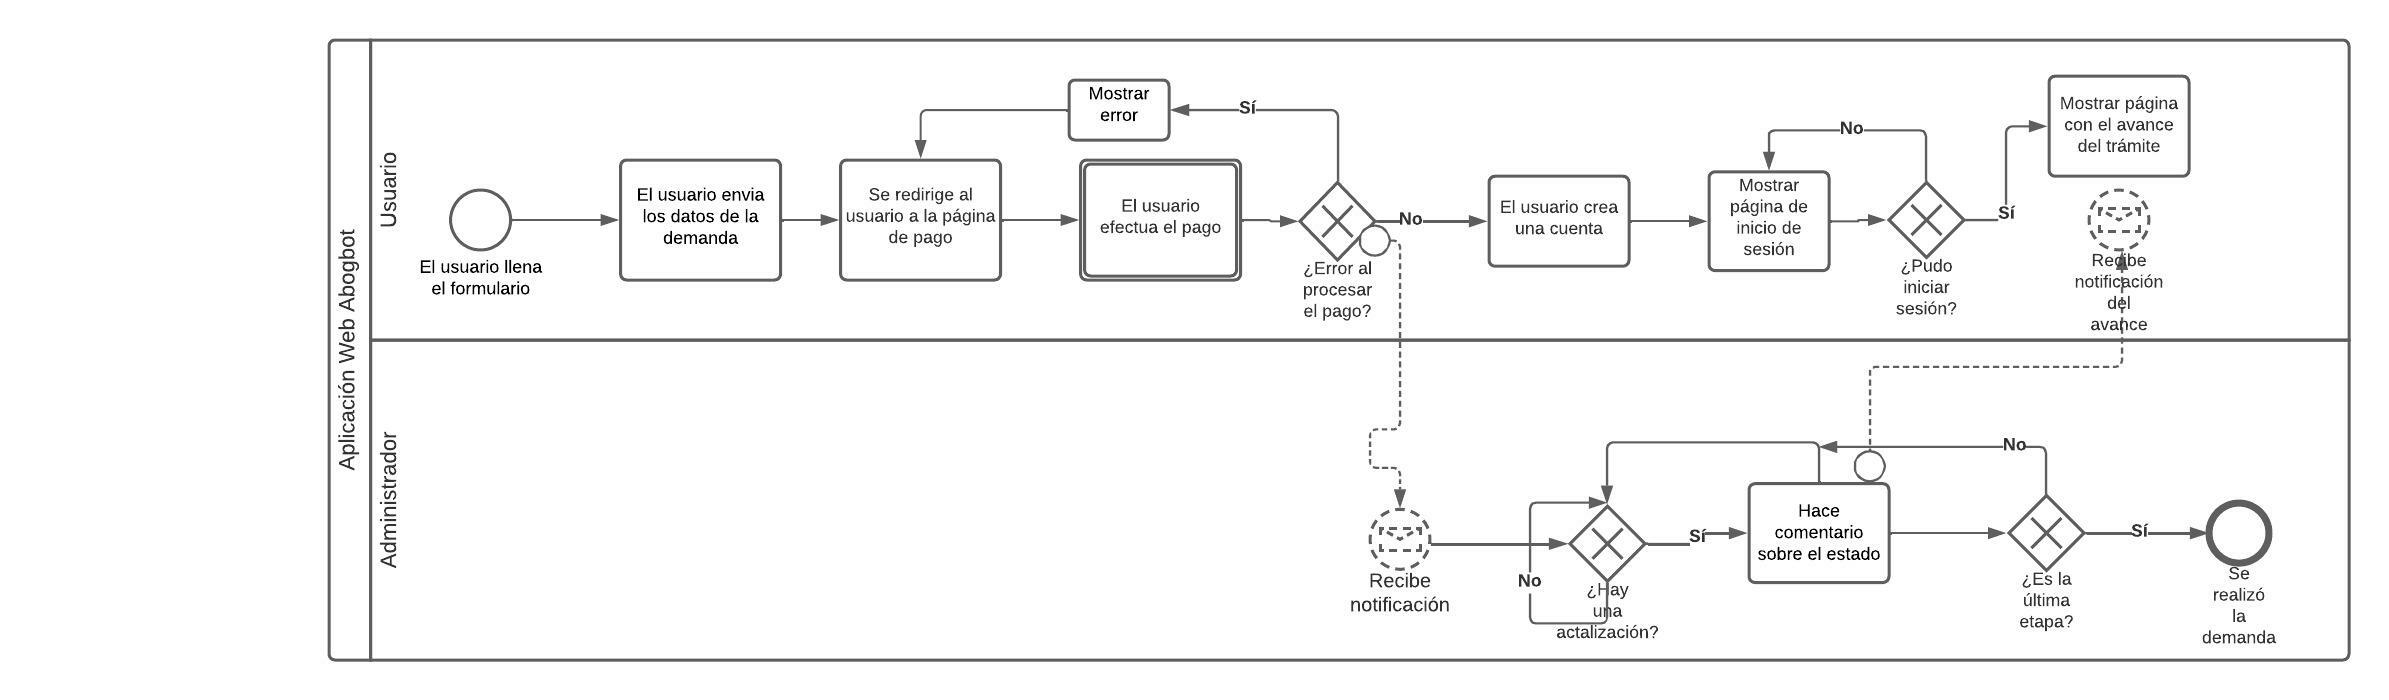 Aplicación Web Abogbot
Usuario
El usuario llena
el formulario
El usuario envia
los datos de la
demanda
Se redirige al
usuario a la página
de pago
Mostrar
error
El usuario
efectua el pago
Sí
¿Error al
procesar
el pago?
No
El usuario crea
una cuenta
Mostrar
página de
inicio de
sesión
No
¿Pudo
iniciar
sesión?
Sí
Mostrar página
con el avance
del trámite
Recibe
notificación
del
avance
Administrador
Recibe
notificación
No
¿Hay
una
actalización?
Sí
Hace
comentario
sobre el estado
No
¿Es la
última
etapa?
Sí
Se
realizó
la
demanda